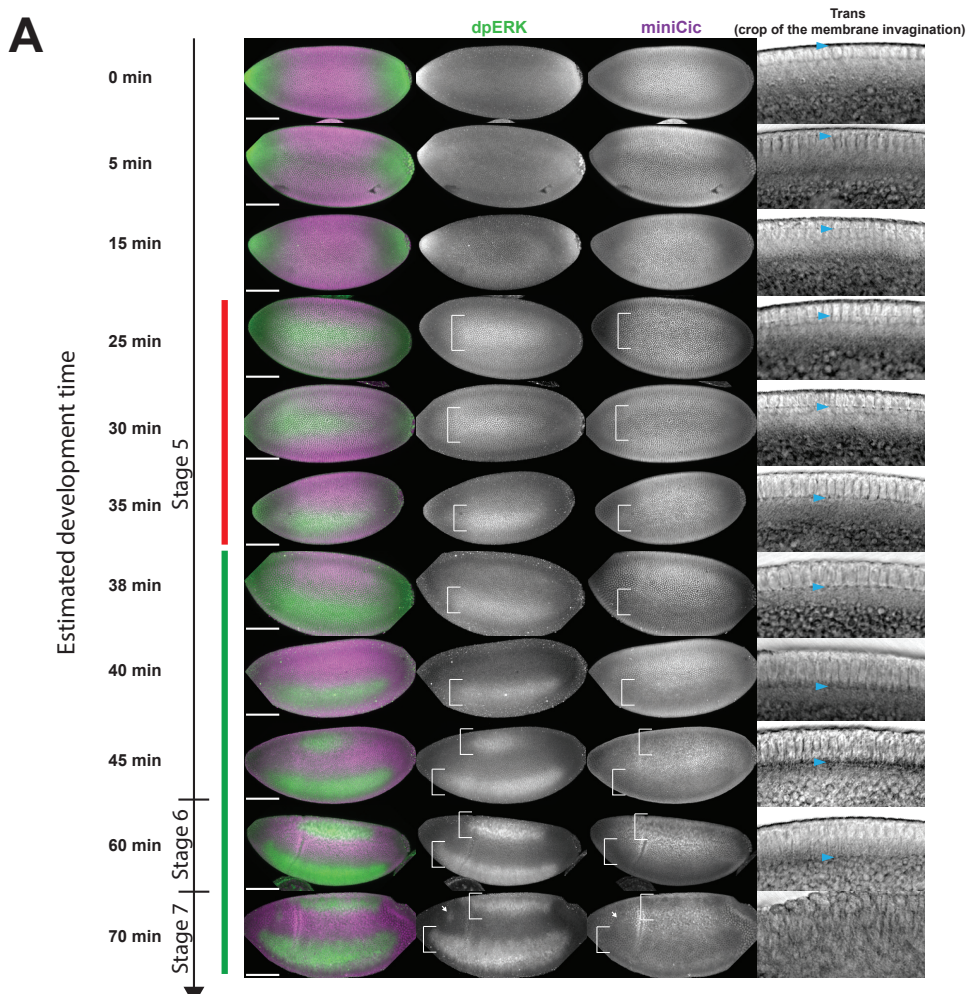 A
dpERK
miniCic
Trans
(crop of the membrane invagination)
0 min
5 min
15 min
25 min
30 min
35 min
38 min
40 min
45 min
60 min
70 min
Estimated development time
Stage 5
Stage 6
Stage 7